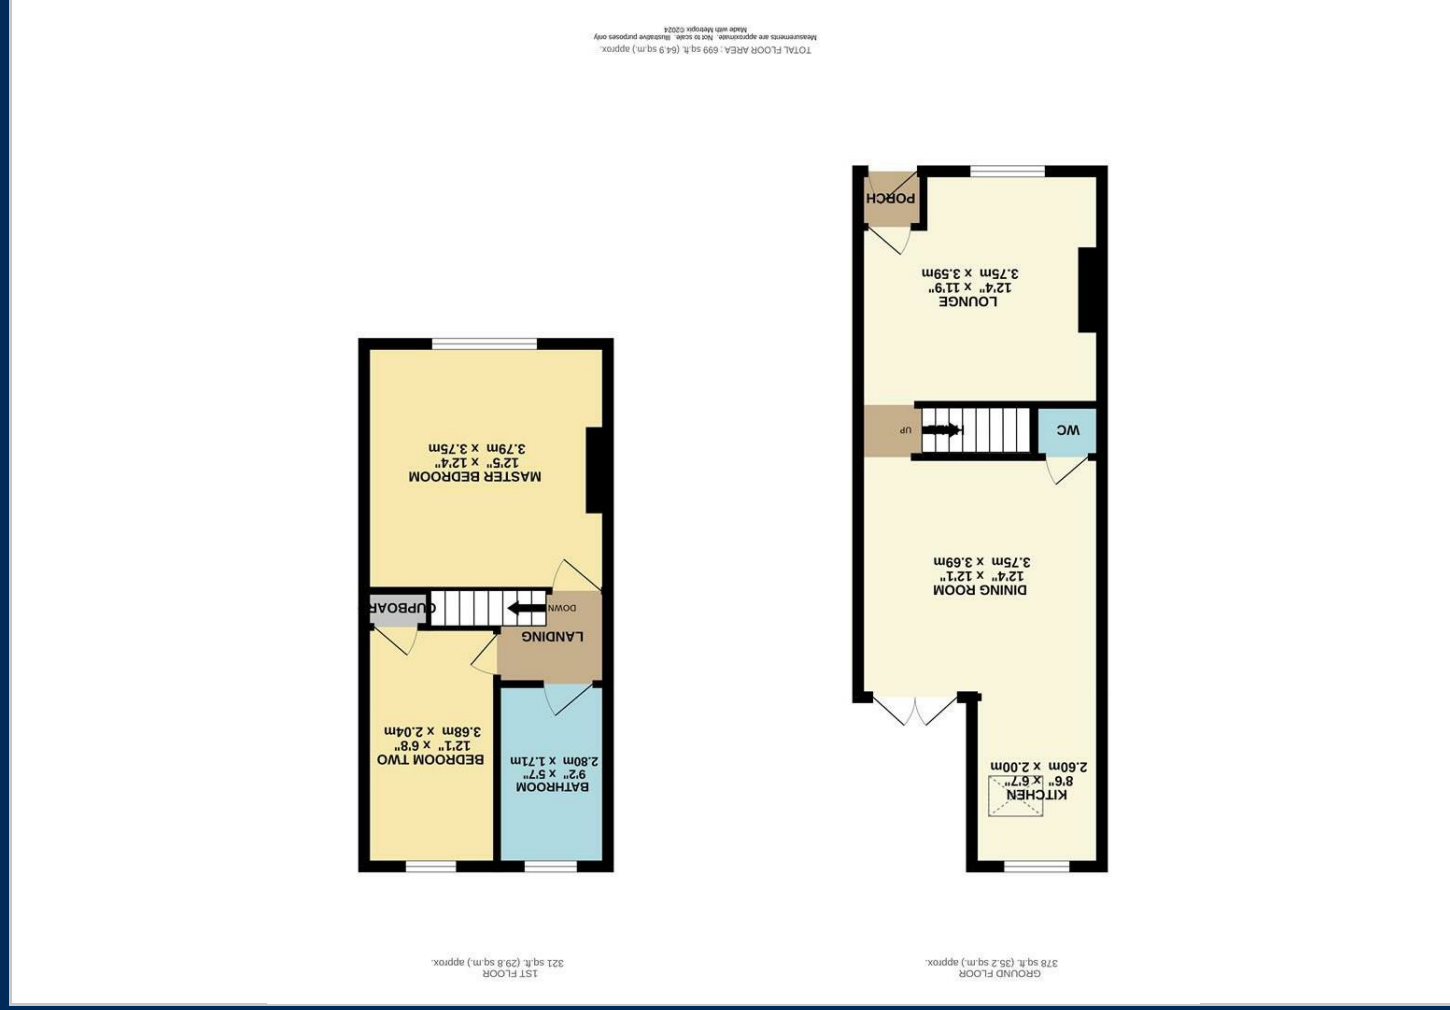 GROUND FLOOR
378 sq.ft. (35.2 sq.m.) approx.
1ST FLOOR
321 sq.ft. (29.8 sq.m.) approx.
KITCHEN
8'6" x 6'7"
2.60m x 2.00m
DINING ROOM
12'4" x 12'1"
3.75m x 3.69m
WC
UP
LOUNGE
12'4" x 11'9"
3.75m x 3.59m
PORCH
BATHROOM
9'2" x 5'7"
2.80m x 1.71m
BEDROOM TWO
12'1" x 6'8"
3.68m x 2.04m
LANDING
DOWN
CUPBOARD
MASTER BEDROOM
12'5" x 12'4"
3.79m x 3.75m
TOTAL FLOOR AREA : 699 sq.ft. (64.9 sq.m.) approx.
Measurements are approximate. Not to scale. Illustrative purposes only
Made with Metropix ©2024